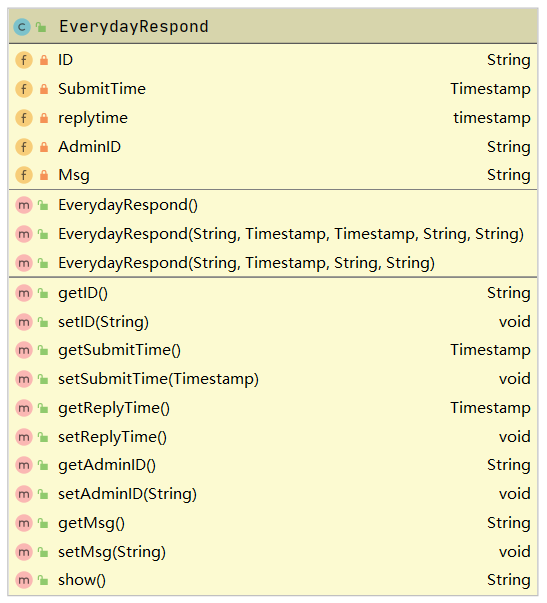 c EverydayRespond
f ID String
f SubmitTime Timestamp
f replytime timestamp
f AdminID String
f Msg String
m EverydayRespond()
m EverydayRespond(String, Timestamp, Timestamp, String, String)
m EverydayRespond(String, Timestamp, String, String)
m getID() String
m setID(String) void
m getSubmitTime() Timestamp
m setSubmitTime(Timestamp) void
m getReplyTime() Timestamp
m setReplyTime() void
m getAdminID() String
m setAdminID(String) void
m getMsg() String
m setMsg(String) void
m show() String